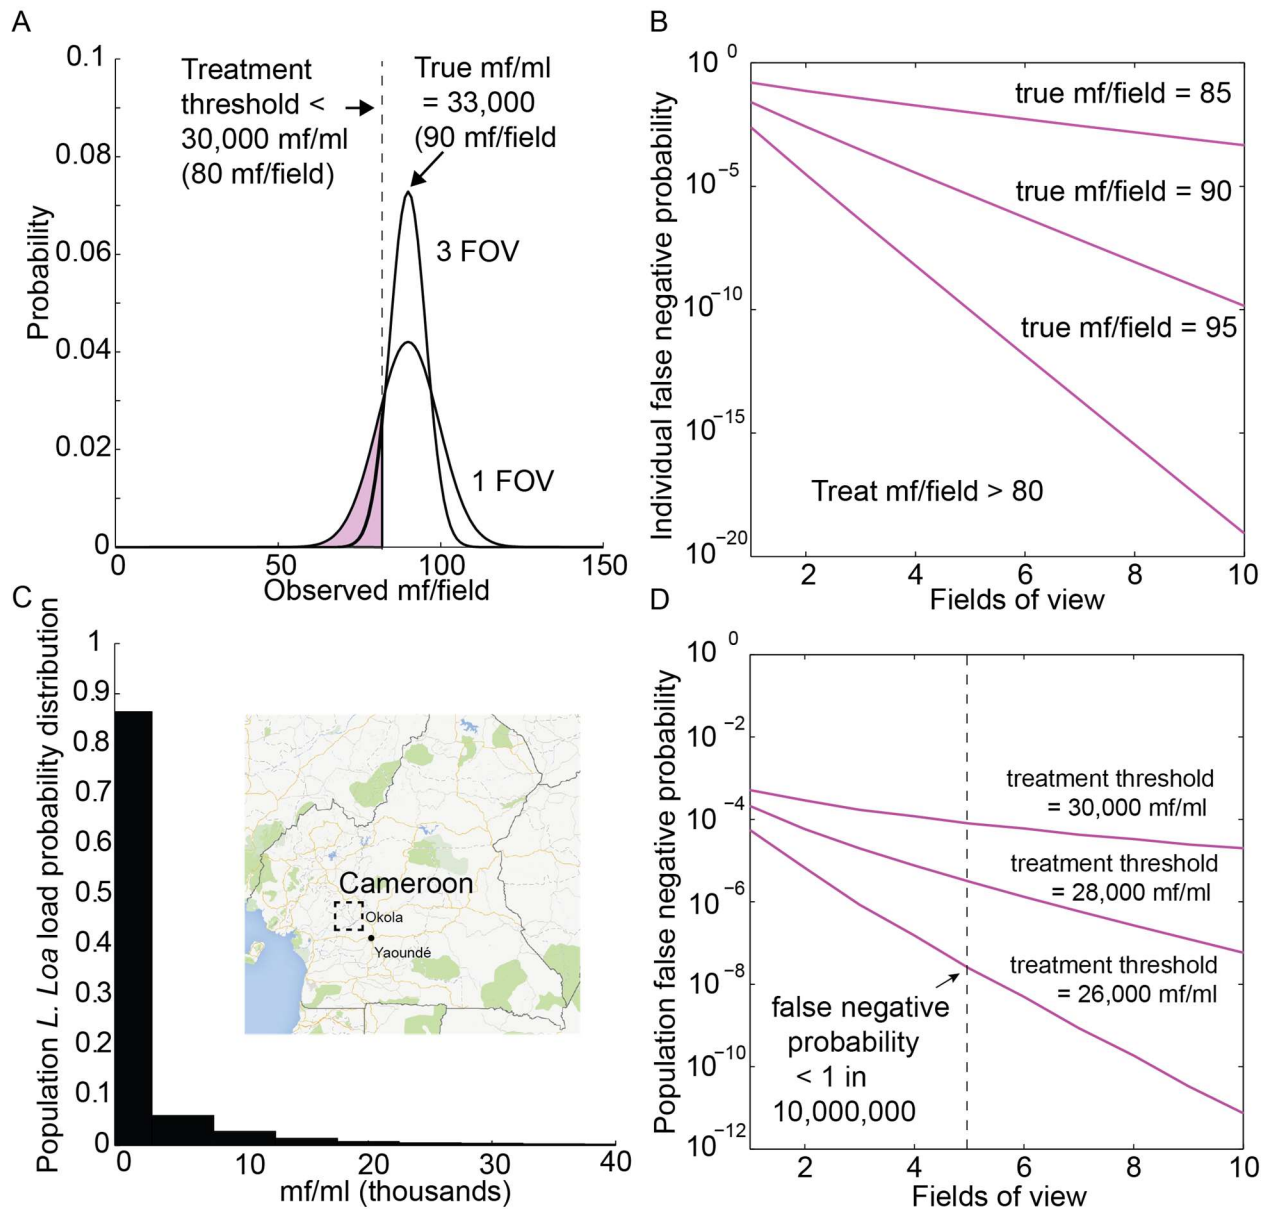 A
0.1
0.08
0.06
0.04
0.02
0
Probability
Treatment
threshold <
30,000 mf/ml
(80 mf/field)
True mf/ml
= 33,000
(90 mf/field
3 FOV
1 FOV
0
50
100
150
Observed mf/field
B
10 0
10 −5
10 −10
10 −15
10 −20
Individual false negative probability
true mf/field = 85
true mf/field = 90
true mf/field = 95
Treat mf/field > 80
2
4
6
8
10
Fields of view
C
1
0.9
0.8
0.7
0.6
0.5
0.4
0.3
0.2
0.1
0
Population L. Loa load probability distribution
Cameroon
Okola
Yaoundé
0
10
20
30
40
mf/ml (thousands)
D
10 0
10 −2
10 −4
10 −6
10 −8
10 −10
10 −12
Population false negative probability
treatment threshold
= 30,000 mf/ml
treatment threshold
= 28,000 mf/ml
treatment threshold
= 26,000 mf/ml
false negative
probability
< 1 in
10,000,000
2
4
6
8
10
Fields of view